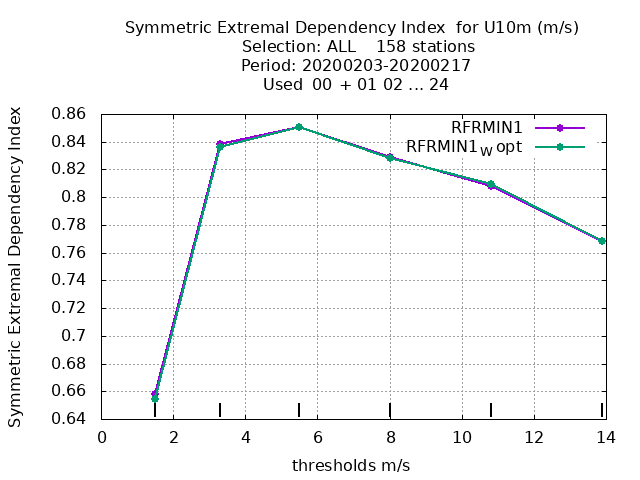 Symmetric Extremal Dependency Index  for U10m (m/s)
Selection: ALL    158 stations
Period: 20200203-20200217
Used  00 + 01 02 ... 24
RFRMIN1
RFRMIN1W opt
Symmetric Extremal Dependency Index
0.86
0.84
0.82
0.8
0.78
0.76
0.74
0.72
0.7
0.68
0.66
0.64
0 2 4 6 8 10 12 14
thresholds m/s